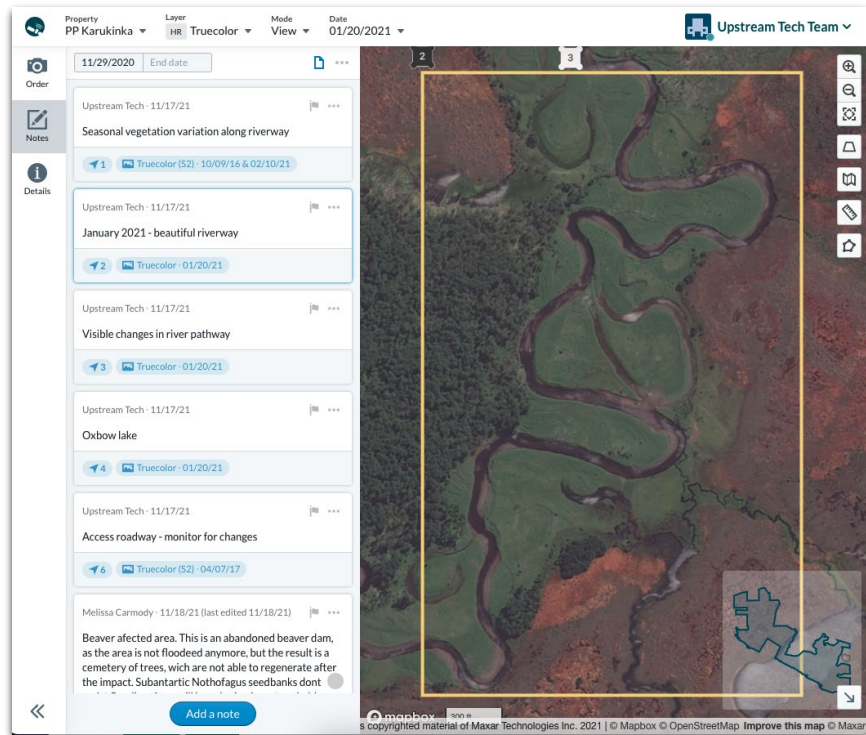 Property
PP Karukinka
Layer
HR Truecolor
Mode
View
Date
01/20/2021
Upstream Tech Team
Order
Notes
Details
11/29/2020 End date
Upstream Tech · 11/17/21
Seasonal vegetation variation along riverway
1 Truecolor (S2) · 10/09/16 & 02/10/21
Upstream Tech · 11/17/21
January 2021 - beautiful riverway
2 Truecolor · 01/20/21
Upstream Tech · 11/17/21
Visible changes in river pathway
3 Truecolor · 01/20/21
Upstream Tech · 11/17/21
Oxbow lake
4 Truecolor · 01/20/21
Upstream Tech · 11/17/21
Access roadway - monitor for changes
6 Truecolor (S2) · 04/07/17
Melissa Carmody · 11/18/21 (last edited 11/18/21)
Beaver afected area. This is an abandoned beaver dam,
as the area is not floodeed anymore, but the result is a
cemetery of trees, wich are not able to regenerate after
the impact. Subantartic Nothofagus seedbanks dont
Add a note
2
3
mapbox
300 ft
s copyrighted material of Maxar Technologies Inc. 2021 | © Mapbox © OpenStreetMap Improve this map © Maxar